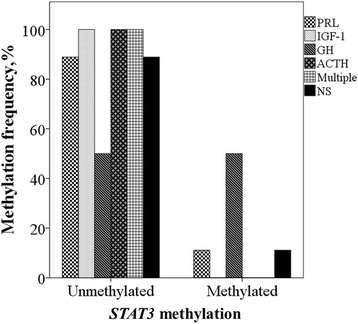 Methylation frequency, %
100
80
60
40
20
0
Unmethylated
Methylated
STAT3 methylation
PRL
IGF-1
GH
ACTH
Multiple
NS